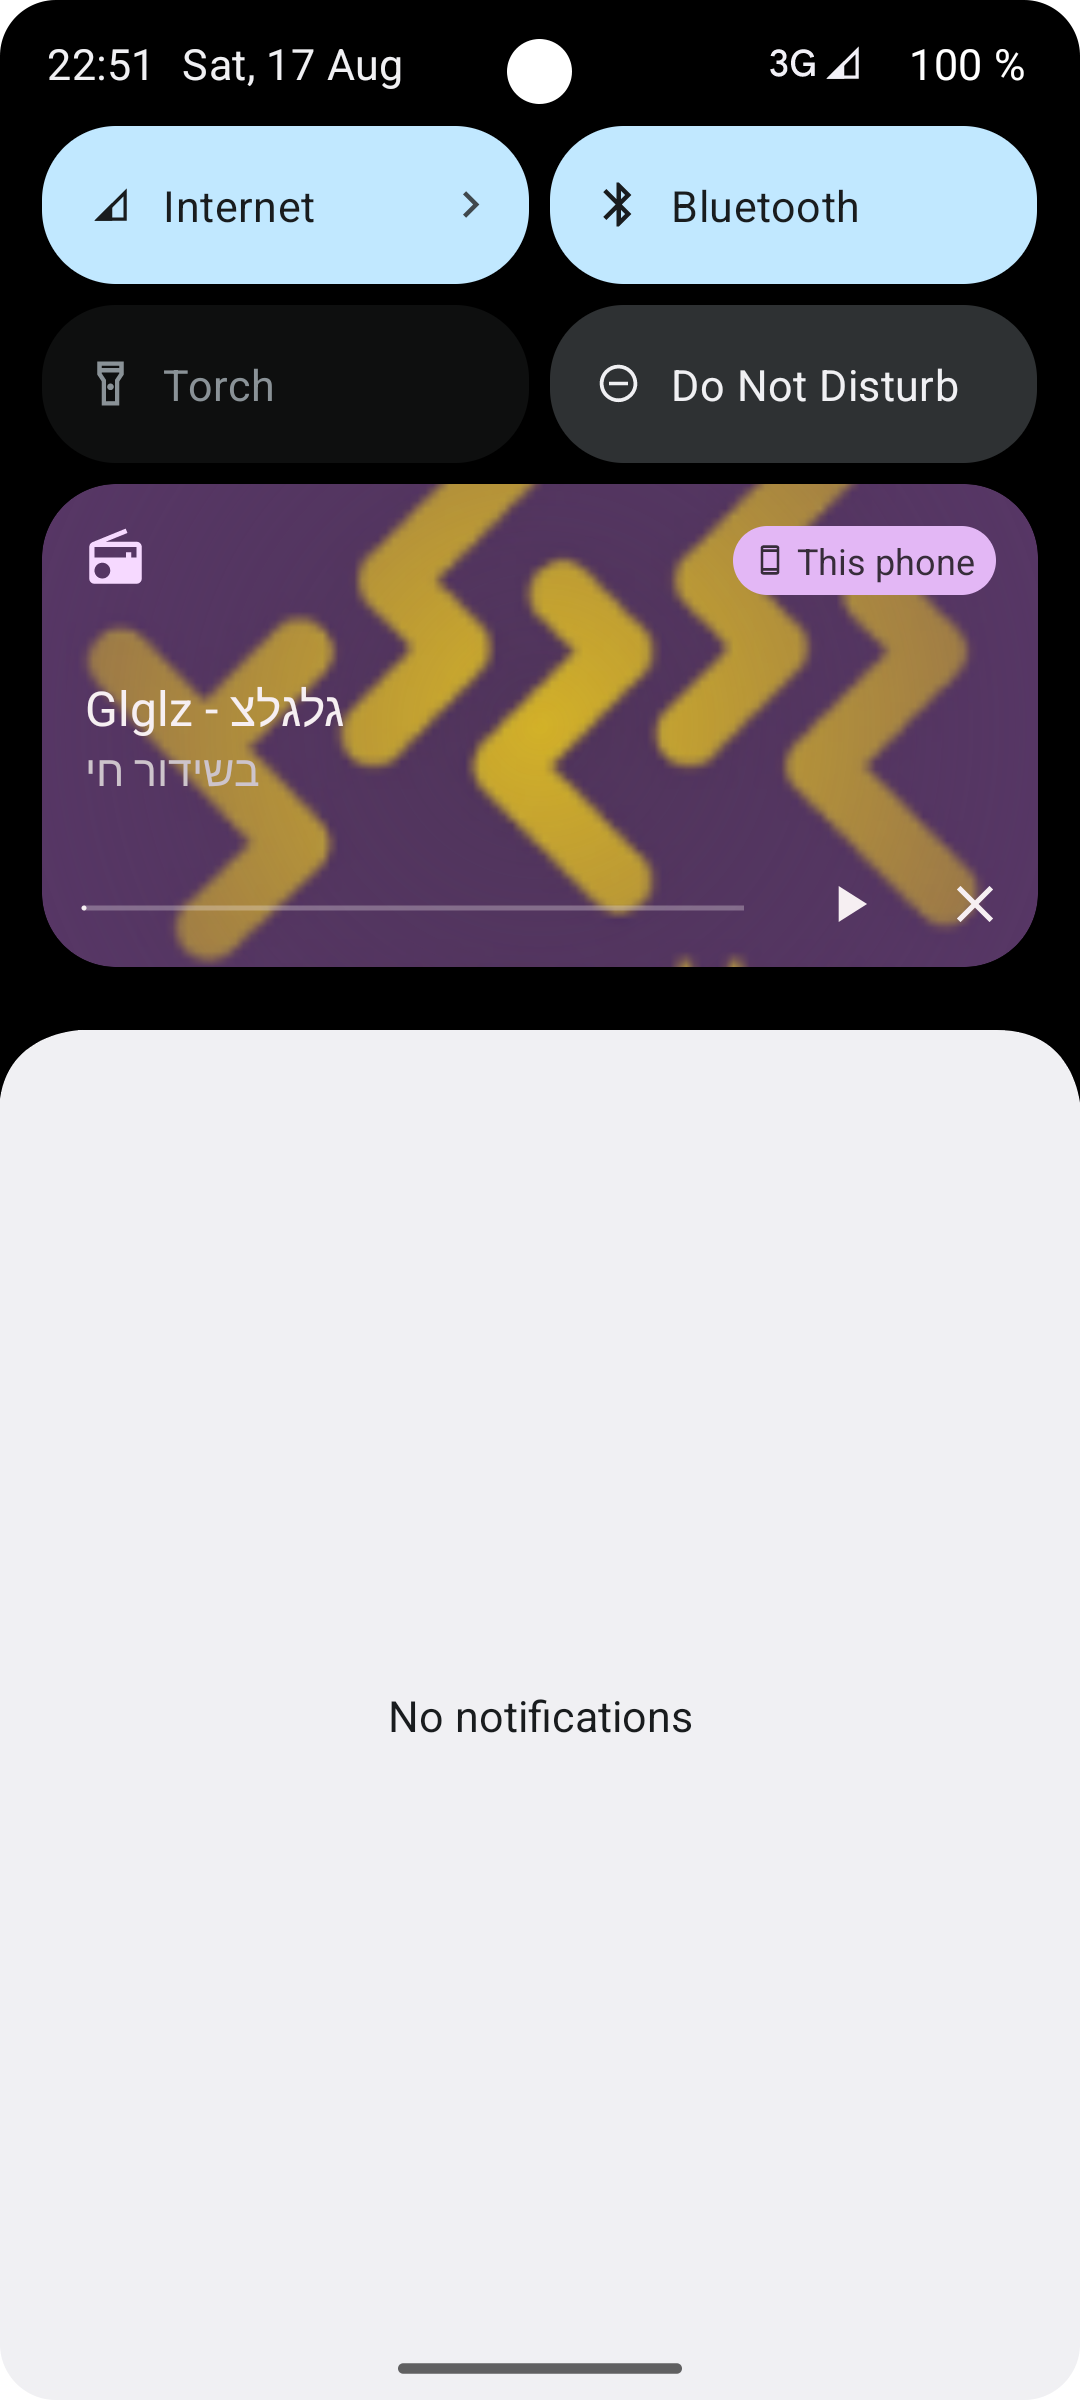 22:51 Sat, 17 Aug 3G 100 %
Internet
Bluetooth
Torch
Do Not Disturb
This phone
Glglz - גלגלצ
בשידור חי
No notifications